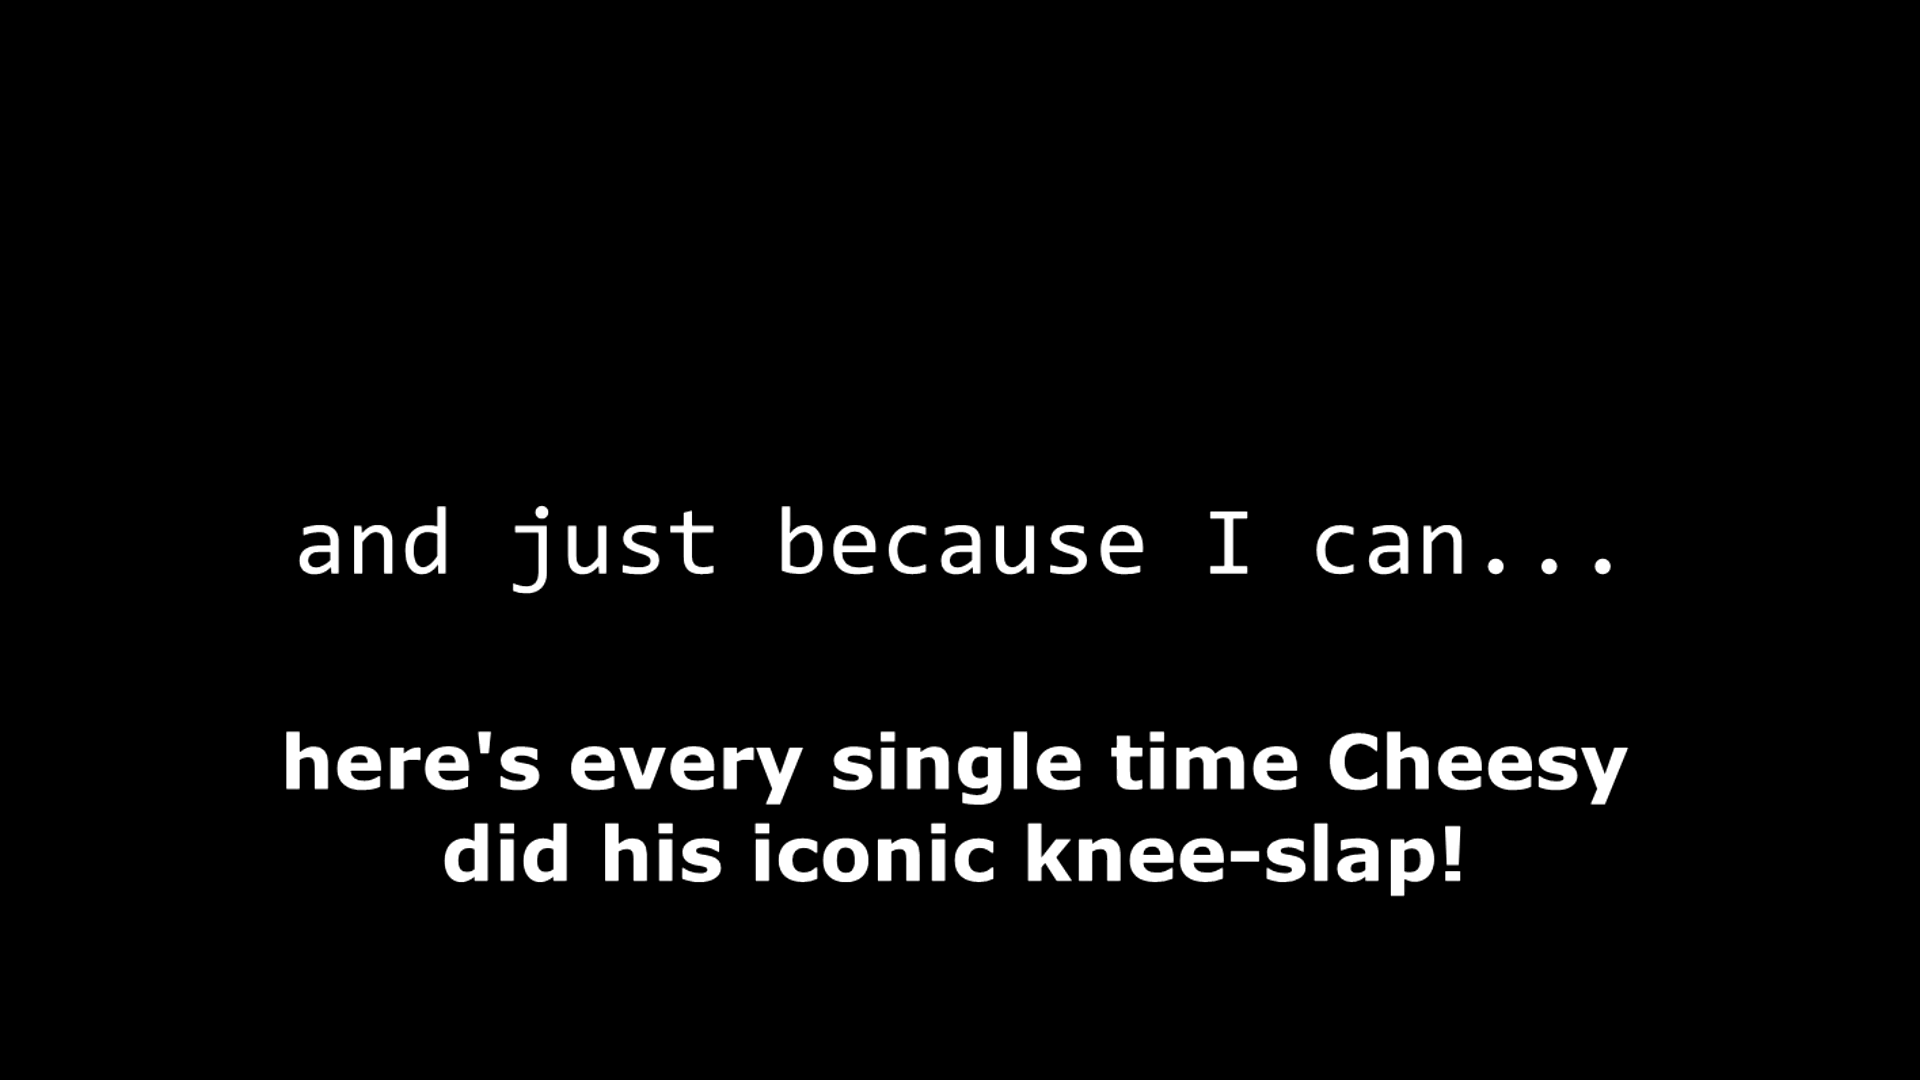 and just because I can...
here's every single time Cheesy
did his iconic knee-slap!